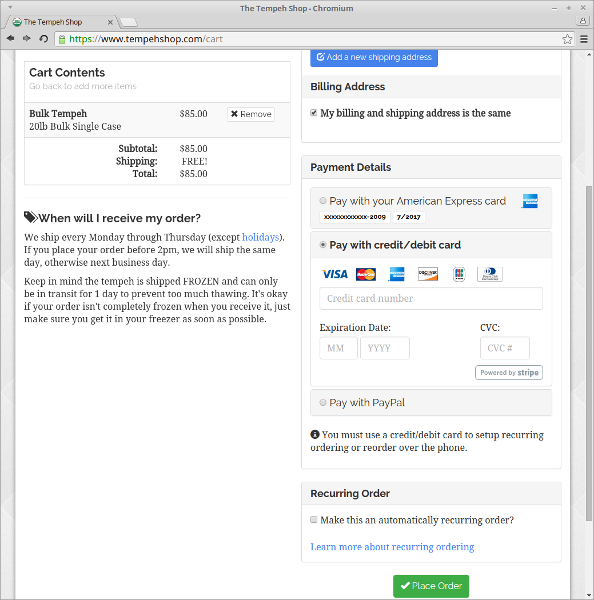 The Tempeh Shop - Chromium
The Tempeh Shop
https://www.tempehshop.com/cart
Cart Contents
Go back to add more items
Bulk Tempeh $85.00 Remove
20lb Bulk Single Case
Subtotal: $85.00
Shipping: FREE!
Total: $85.00
When will I receive my order?
We ship every Monday through Thursday (except holidays).
If you place your order before 2pm, we will ship the same
day, otherwise next business day.
Keep in mind the tempeh is shipped FROZEN and can only
be in transit for 1 day to prevent too much thawing. It's okay
if your order isn't completely frozen when you receive it, just
make sure you get it in your freezer as soon as possible.
Add a new shipping address
Billing Address
My billing and shipping address is the same
Payment Details
Pay with your American Express card
xxxxxxxxxxxx-2009 7/2017
Pay with credit/debit card
VISA MasterCard DISCOVER JCB
Credit card number
Expiration Date: CVC:
MM YYYY CVC #
Powered by stripe
Pay with PayPal
You must use a credit/debit card to setup recurring
ordering or reorder over the phone.
Recurring Order
Make this an automatically recurring order?
Learn more about recurring ordering
Place Order